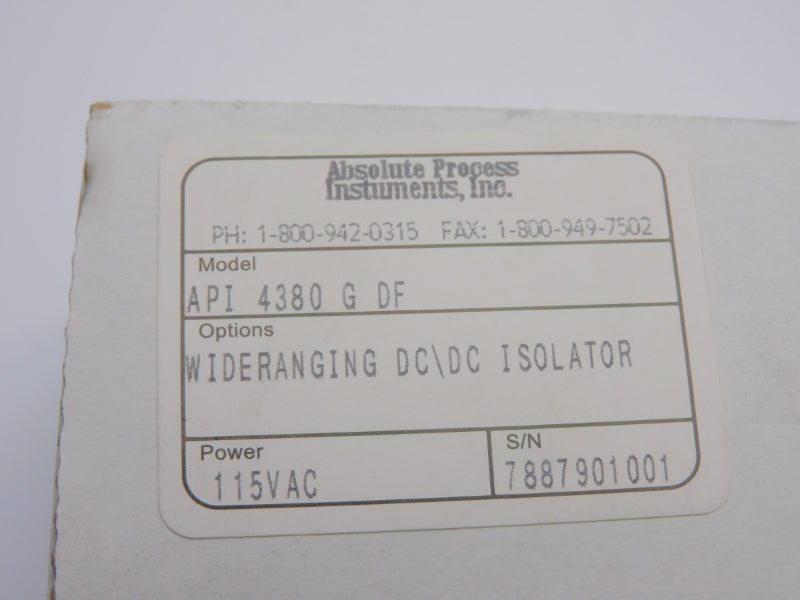 Absolute Process
Instuments, Inc.
PH: 1-800-942-0315 FAX: 1-800-949-7502
Model
API 4380 G DF
Options
WIDERANGING DC\DC ISOLATOR
Power
115VAC
S/N
7887901001